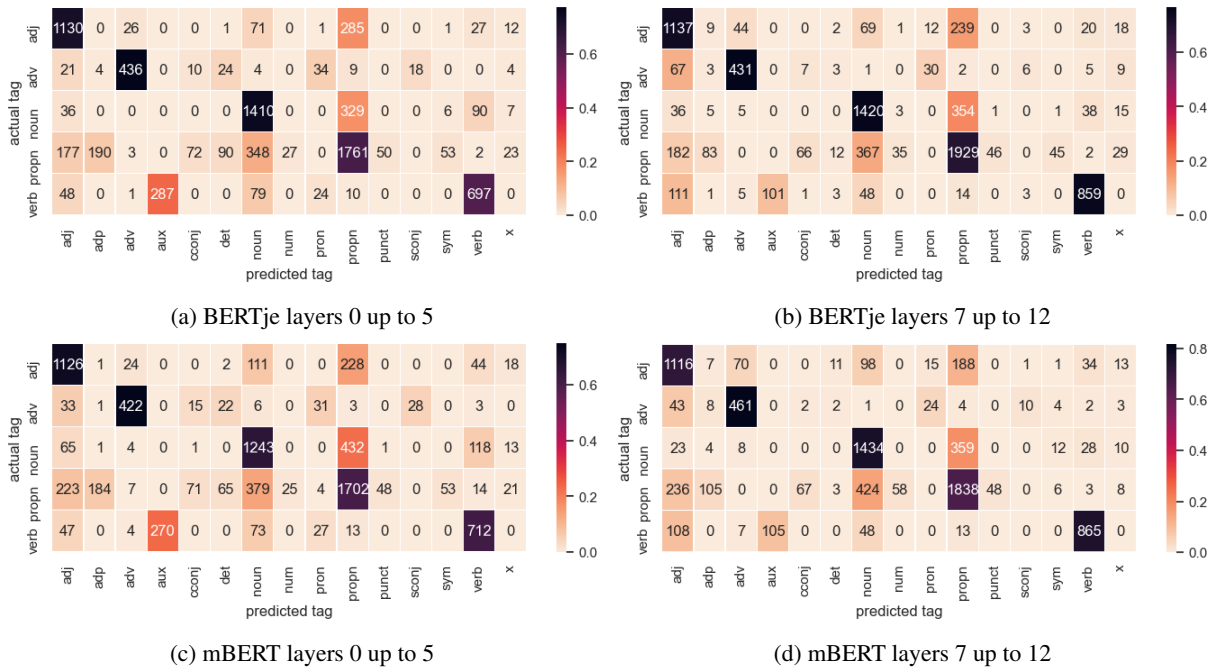 actual tag
adj 1130 0 26 0 0 1 71 0 1 285 0 0 1 27 12
adv 21 4 436 0 10 24 4 0 34 9 0 18 0 0 4
noun 36 0 0 0 0 0 1410 0 0 329 0 0 6 90 7
propn 177 190 3 0 72 90 348 27 0 1761 50 0 53 2 23
verb 48 0 1 287 0 0 79 0 24 10 0 0 0 697 0
adj adp adv aux cconj det noun num pron propn punct sconj sym verb x
predicted tag
0.6
0.4
0.2
0.0
(a) BERTje layers 0 up to 5
actual tag
adj 1137 9 44 0 0 2 69 1 12 239 0 3 0 20 18
adv 67 3 431 0 7 3 1 0 30 2 0 6 0 5 9
noun 36 5 5 0 0 0 1420 3 0 354 1 0 1 38 15
propn 182 83 0 0 66 12 367 35 0 1929 46 0 45 2 29
verb 111 1 5 101 1 3 48 0 0 14 0 3 0 859 0
adj adp adv aux cconj det noun num pron propn punct sconj sym verb x
predicted tag
0.6
0.4
0.2
0.0
(b) BERTje layers 7 up to 12
actual tag
adj 1126 1 24 0 0 2 111 0 0 228 0 0 0 44 18
adv 33 1 422 0 15 22 6 0 31 3 0 28 0 3 0
noun 65 1 4 0 1 0 1243 0 0 432 1 0 0 118 13
propn 223 184 7 0 71 65 379 25 4 1702 48 0 53 14 21
verb 47 0 4 270 0 0 73 0 27 13 0 0 0 712 0
adj adp adv aux cconj det noun num pron propn punct sconj sym verb x
predicted tag
0.6
0.4
0.2
0.0
(c) mBERT layers 0 up to 5
actual tag
adj 1116 7 70 0 0 11 98 0 15 188 0 1 1 34 13
adv 43 8 461 0 2 2 1 0 24 4 0 10 4 2 3
noun 23 4 8 0 0 0 1434 0 0 359 0 0 12 28 10
propn 236 105 0 0 67 3 424 58 0 1838 48 0 6 3 8
verb 108 0 7 105 0 0 48 0 0 13 0 0 0 865 0
adj adp adv aux cconj det noun num pron propn punct sconj sym verb x
predicted tag
0.8
0.6
0.4
0.2
0.0
(d) mBERT layers 7 up to 12